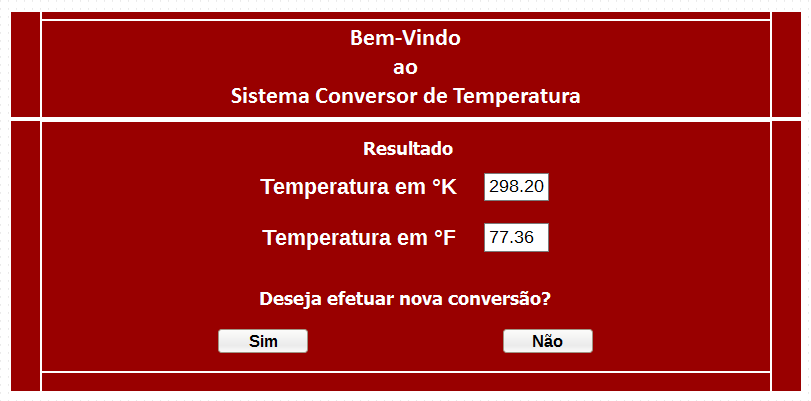 Bem-Vindo
ao
Sistema Conversor de Temperatura
Resultado
Temperatura em °K 298.20
Temperatura em °F 77.36
Deseja efetuar nova conversão?
Sim Não